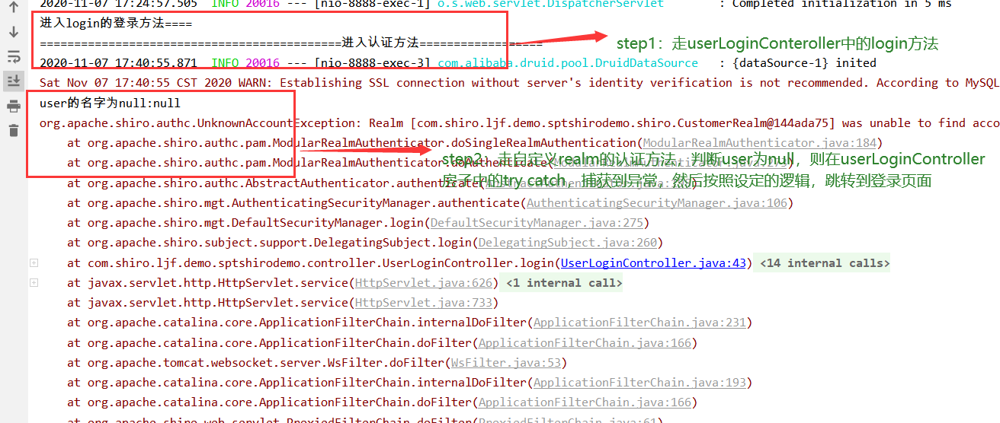 2020-11-07 17:24:57.505  INFO 20016 --- [nio-8888-exec-1] o.s.web.servlet.DispatcherServlet        : Completed initialization in 5 ms
进入login的登录方法====
============================================进入认证方法==================
step1：走userLoginConteroller中的login方法
2020-11-07 17:40:55.871  INFO 20016 --- [nio-8888-exec-3] com.alibaba.druid.pool.DruidDataSource   : {dataSource-1} inited
Sat Nov 07 17:40:55 CST 2020 WARN: Establishing SSL connection without server's identity verification is not recommended. According to MySQL
user的名字为null:null
org.apache.shiro.authc.UnknownAccountException: Realm [com.shiro.ljf.demo.sptshirodemo.shiro.CustomerRealm@144ada75] was unable to find acco
at org.apache.shiro.authc.pam.ModularRealmAuthenticator.doSingleRealmAuthentication(ModularRealmAuthenticator.java:184)
at org.apache.shiro.authc.pam.ModularRealmAuthenticator.doAuthenticate(ModularRealmAuthenticator.java:273)
step2：走自定义realm的认证方法，判断user为null，则在userLoginController
at org.apache.shiro.authc.AbstractAuthenticator.authenticate(
房子中的try catch，捕获到异常，然后按照设定的逻辑，跳转到登录页面
at org.apache.shiro.mgt.AuthenticatingSecurityManager.authenticate(AuthenticatingSecurityManager.java:106)
at org.apache.shiro.mgt.DefaultSecurityManager.login(DefaultSecurityManager.java:275)
at org.apache.shiro.subject.support.DelegatingSubject.login(DelegatingSubject.java:260)
at com.shiro.ljf.demo.sptshirodemo.controller.UserLoginController.login(UserLoginController.java:43) <14 internal calls>
at javax.servlet.http.HttpServlet.service(HttpServlet.java:626) <1 internal call>
at javax.servlet.http.HttpServlet.service(HttpServlet.java:733)
at org.apache.catalina.core.ApplicationFilterChain.internalDoFilter(ApplicationFilterChain.java:231)
at org.apache.catalina.core.ApplicationFilterChain.doFilter(ApplicationFilterChain.java:166)
at org.apache.tomcat.websocket.server.WsFilter.doFilter(WsFilter.java:53)
at org.apache.catalina.core.ApplicationFilterChain.internalDoFilter(ApplicationFilterChain.java:193)
at org.apache.catalina.core.ApplicationFilterChain.doFilter(ApplicationFilterChain.java:166)
at org.apache.shiro.web.servlet.ProxiedFilterChain.doFilter(ProxiedFilterChain.java:61)